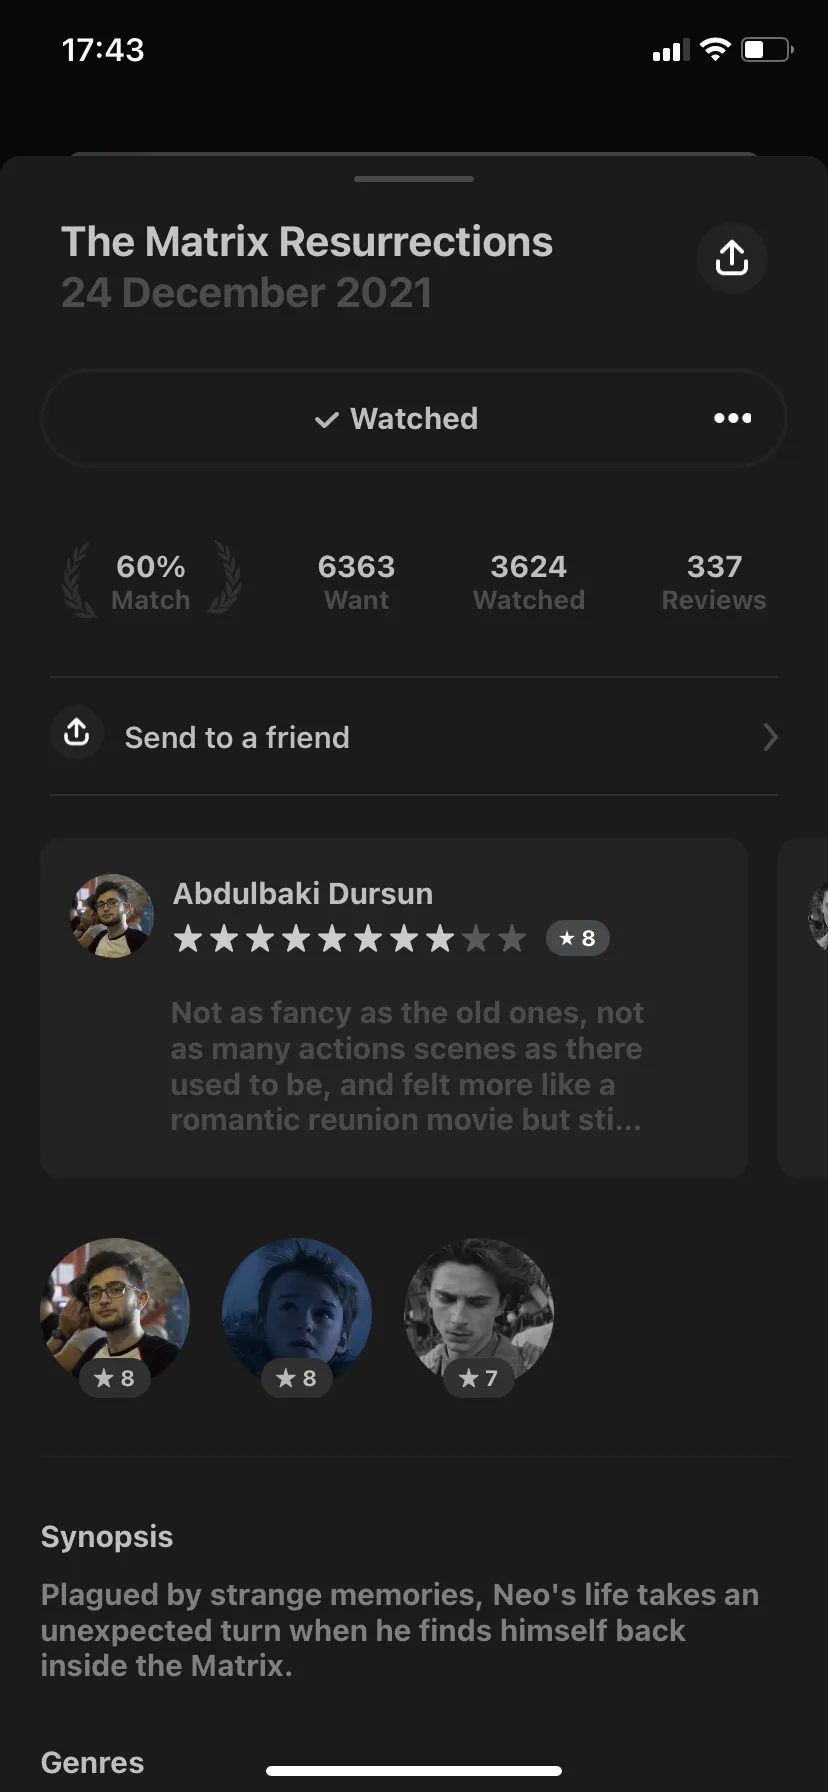 17:43
The Matrix Resurrections
24 December 2021
Watched
60%
Match
6363
Want
3624
Watched
337
Reviews
Send to a friend
Abdulbaki Dursun
8
Not as fancy as the old ones, not
as many actions scenes as there
used to be, and felt more like a
romantic reunion movie but sti...
8
8
7
Synopsis
Plagued by strange memories, Neo's life takes an
unexpected turn when he finds himself back
inside the Matrix.
Genres